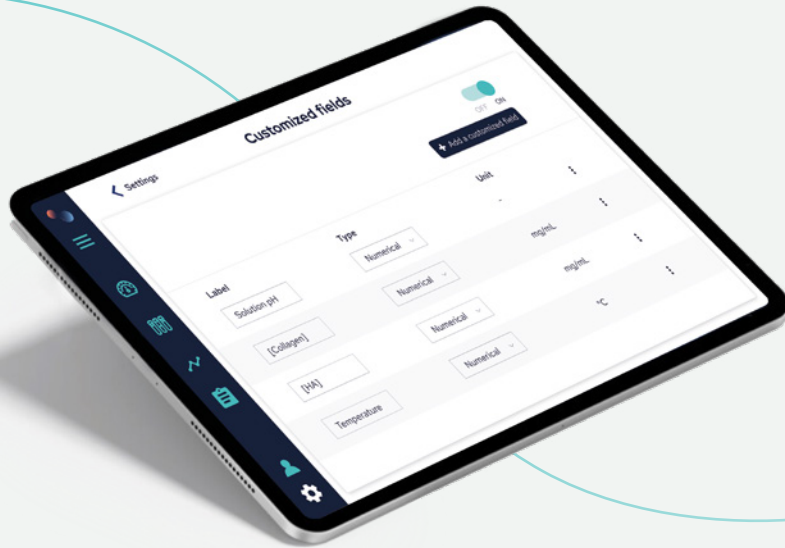 Customized fields
< Settings
OFF ON
+ Add a customized field
Label Type Unit
Solution pH Numerical -
[Collagen] Numerical mg/mL
[HA] Numerical mg/mL
Temperature Numerical °C